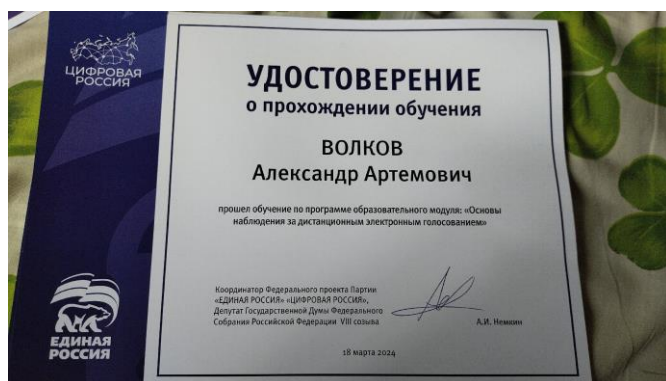 ЦИФРОВАЯ
РОССИЯ
УДОСТОВЕРЕНИЕ
о прохождении обучения
ВОЛКОВ
Александр Артемович
прошел обучение по программе образовательного модуля: «Основы
наблюдения за дистанционным электронным голосованием»
Координатор Федерального проекта Партии
«ЕДИНАЯ РОССИЯ» «ЦИФРОВАЯ РОССИЯ»,
Депутат Государственной Думы Федерального
Собрания Российской Федерации VIII созыва
А.И. Немкин
18 марта 2024
ЕДИНАЯ
РОССИЯ